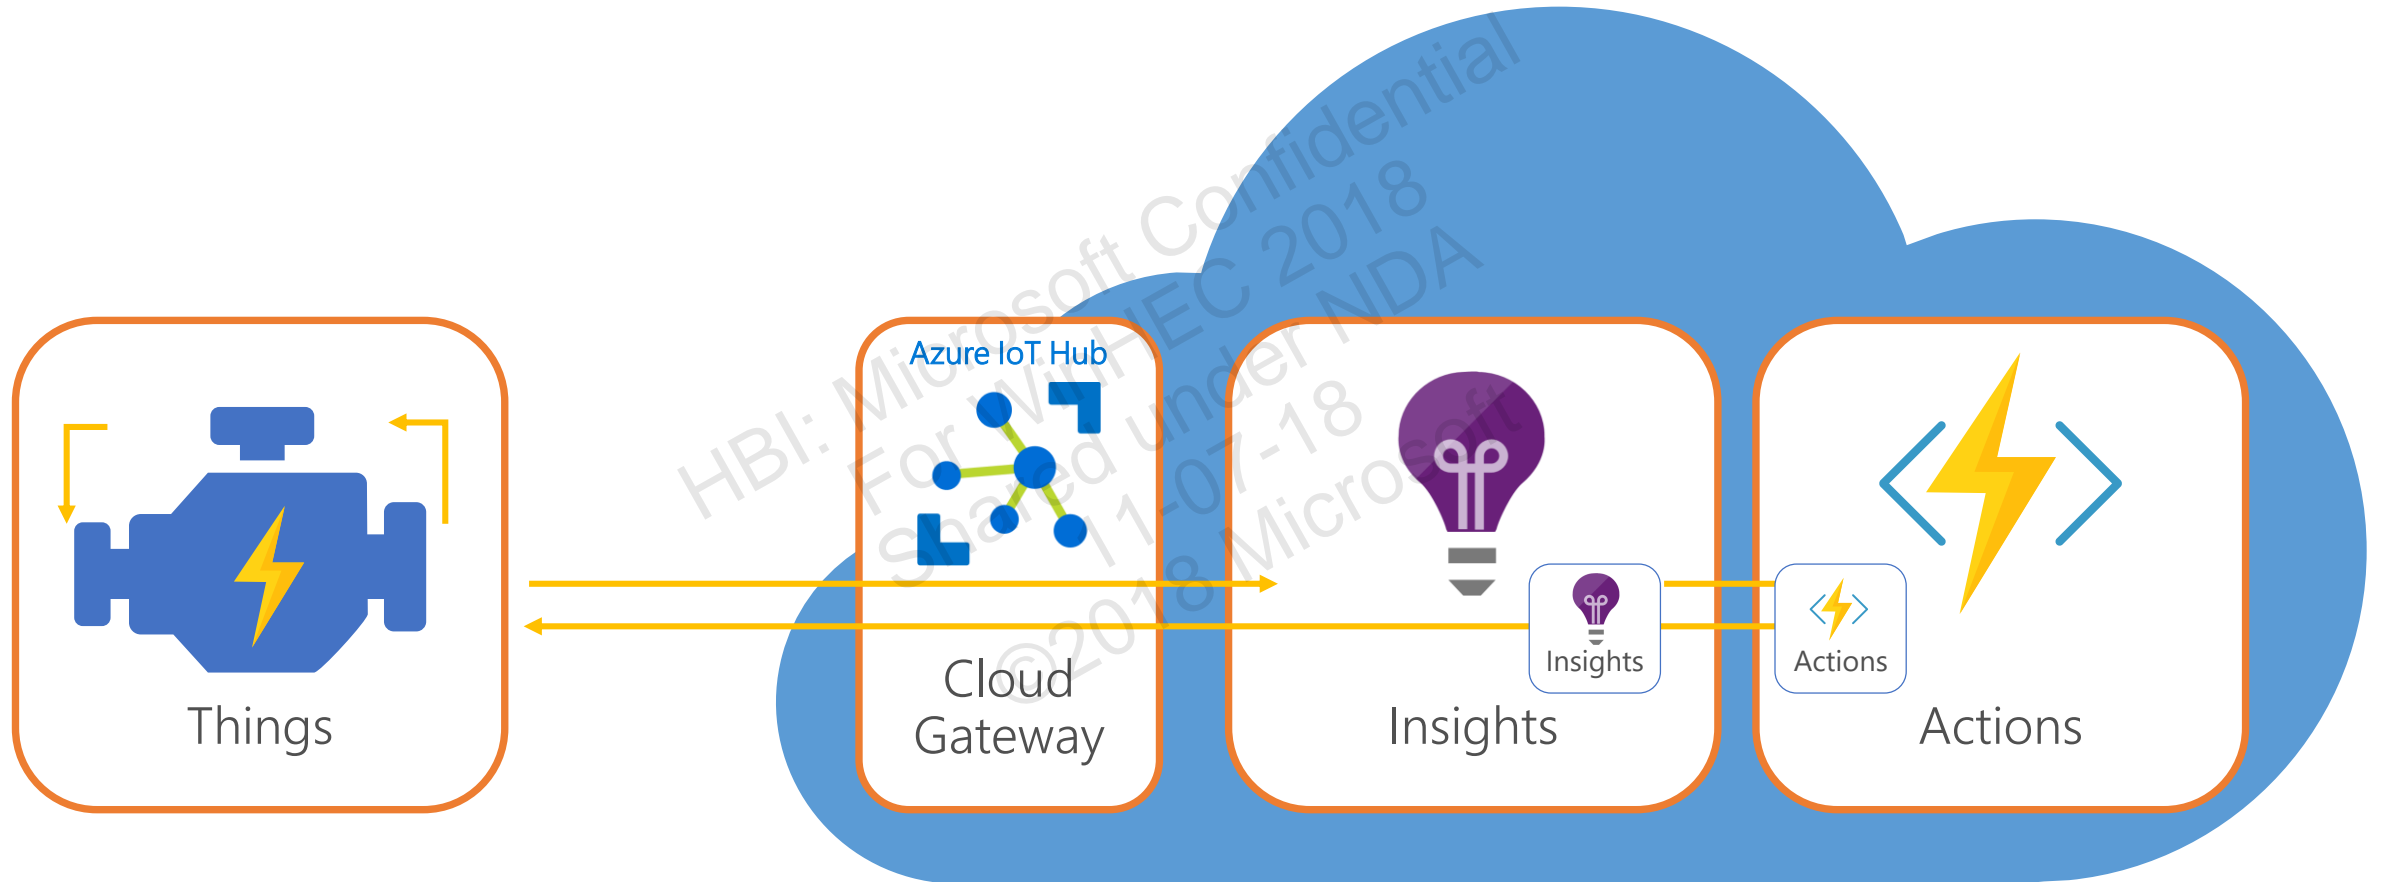 HBI: Microsoft Confidential
For WinHEC 2018
Shared under NDA
11-07-18
©2018 Microsoft
Azure IoT Hub
Things
Cloud
Gateway
Insights
Insights
Actions
Actions